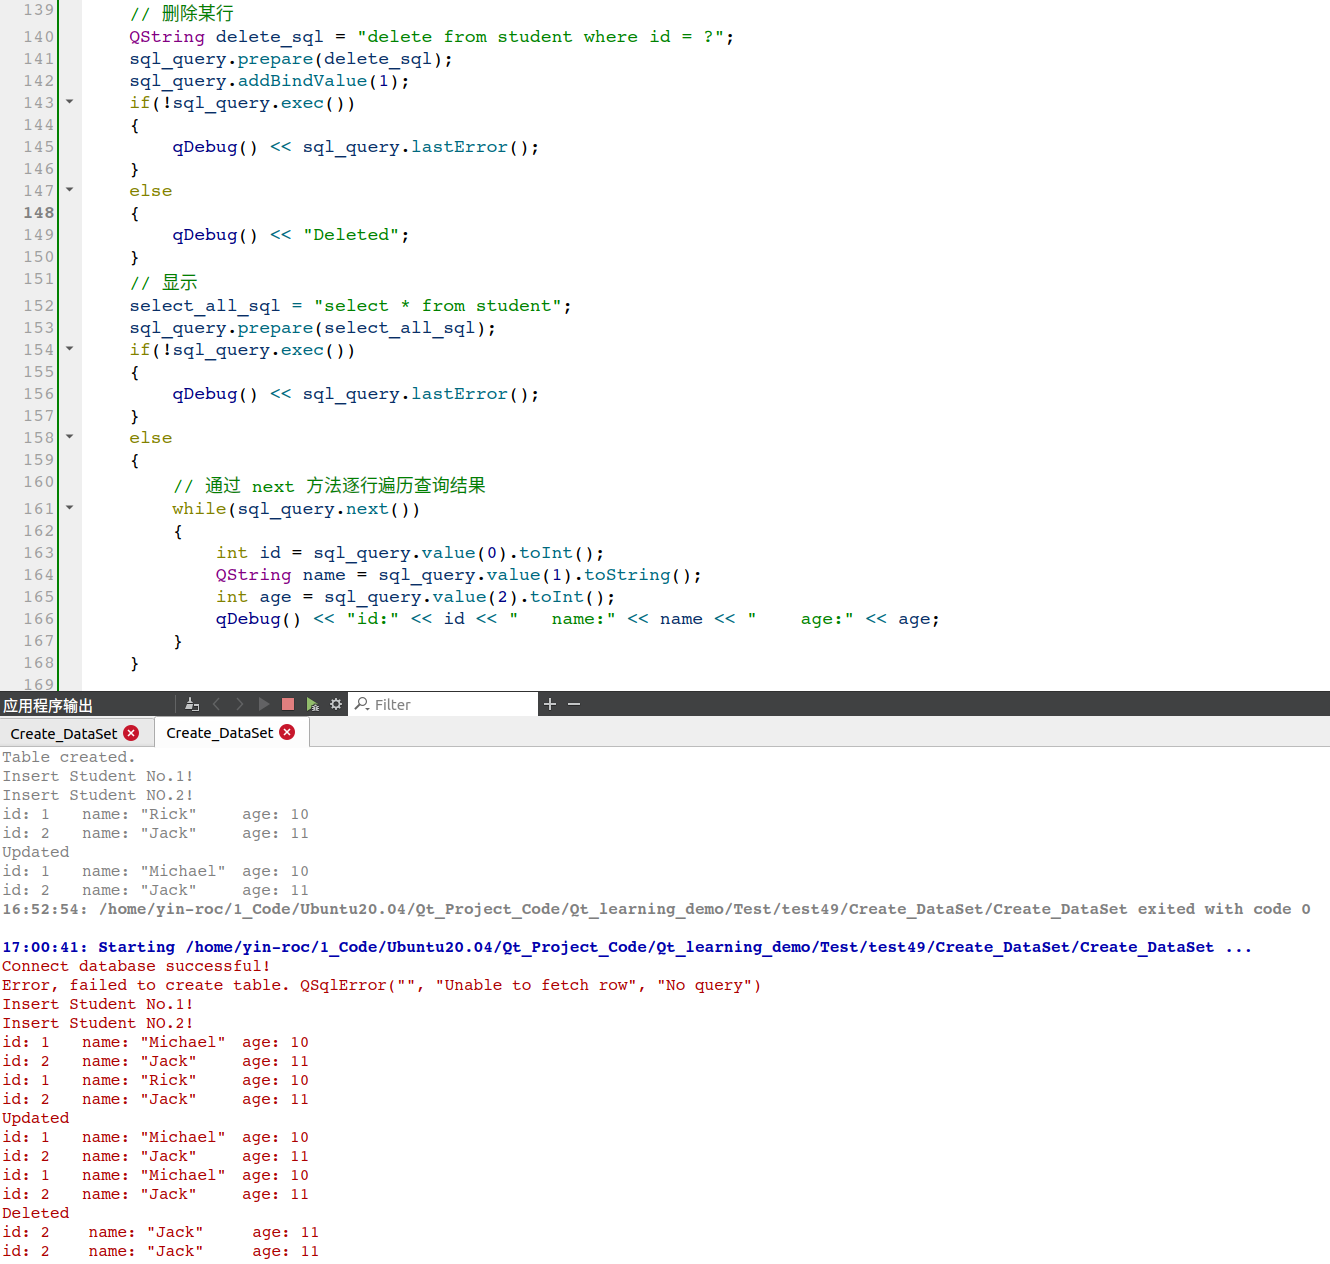 139 // 删除某行
140 QString delete_sql = "delete from student where id = ?";
141 sql_query.prepare(delete_sql);
142 sql_query.addBindValue(1);
143 if(!sql_query.exec())
144 {
145 qDebug() << sql_query.lastError();
146 }
147 else
148 {
149 qDebug() << "Deleted";
150 }
151 // 显示
152 select_all_sql = "select * from student";
153 sql_query.prepare(select_all_sql);
154 if(!sql_query.exec())
155 {
156 qDebug() << sql_query.lastError();
157 }
158 else
159 {
160 // 通过 next 方法逐行遍历查询结果
161 while(sql_query.next())
162 {
163 int id = sql_query.value(0).toInt();
164 QString name = sql_query.value(1).toString();
165 int age = sql_query.value(2).toInt();
166 qDebug() << "id:" << id << "   name:" << name << "    age:" << age;
167 }
168 }
169
应用程序输出 Filter
Create_DataSet Create_DataSet
Table created.
Insert Student No.1!
Insert Student NO.2!
id: 1   name: "Rick"     age: 10
id: 2   name: "Jack"     age: 11
Updated
id: 1   name: "Michael"  age: 10
id: 2   name: "Jack"     age: 11
16:52:54: /home/yin-roc/1_Code/Ubuntu20.04/Qt_Project_Code/Qt_learning_demo/Test/test49/Create_DataSet/Create_DataSet exited with code 0
17:00:41: Starting /home/yin-roc/1_Code/Ubuntu20.04/Qt_Project_Code/Qt_learning_demo/Test/test49/Create_DataSet/Create_DataSet ...
Connect database successful!
Error, failed to create table. QSqlError("", "Unable to fetch row", "No query")
Insert Student No.1!
Insert Student NO.2!
id: 1   name: "Michael"  age: 10
id: 2   name: "Jack"     age: 11
id: 1   name: "Rick"     age: 10
id: 2   name: "Jack"     age: 11
Updated
id: 1   name: "Michael"  age: 10
id: 2   name: "Jack"     age: 11
id: 1   name: "Michael"  age: 10
id: 2   name: "Jack"     age: 11
Deleted
id: 2    name: "Jack"     age: 11
id: 2    name: "Jack"     age: 11